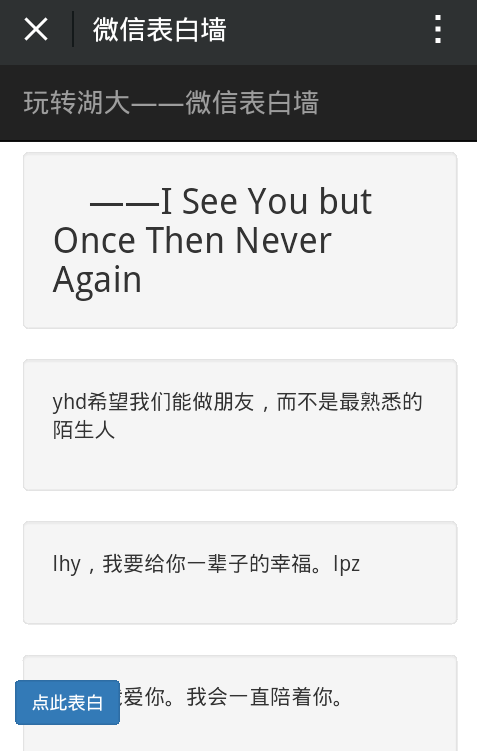 微信表白墙
玩转湖大——微信表白墙
——I See You but
Once Then Never
Again
yhd希望我们能做朋友，而不是最熟悉的
陌生人
lhy，我要给你一辈子的幸福。lpz
爱你。我会一直陪着你。
点此表白